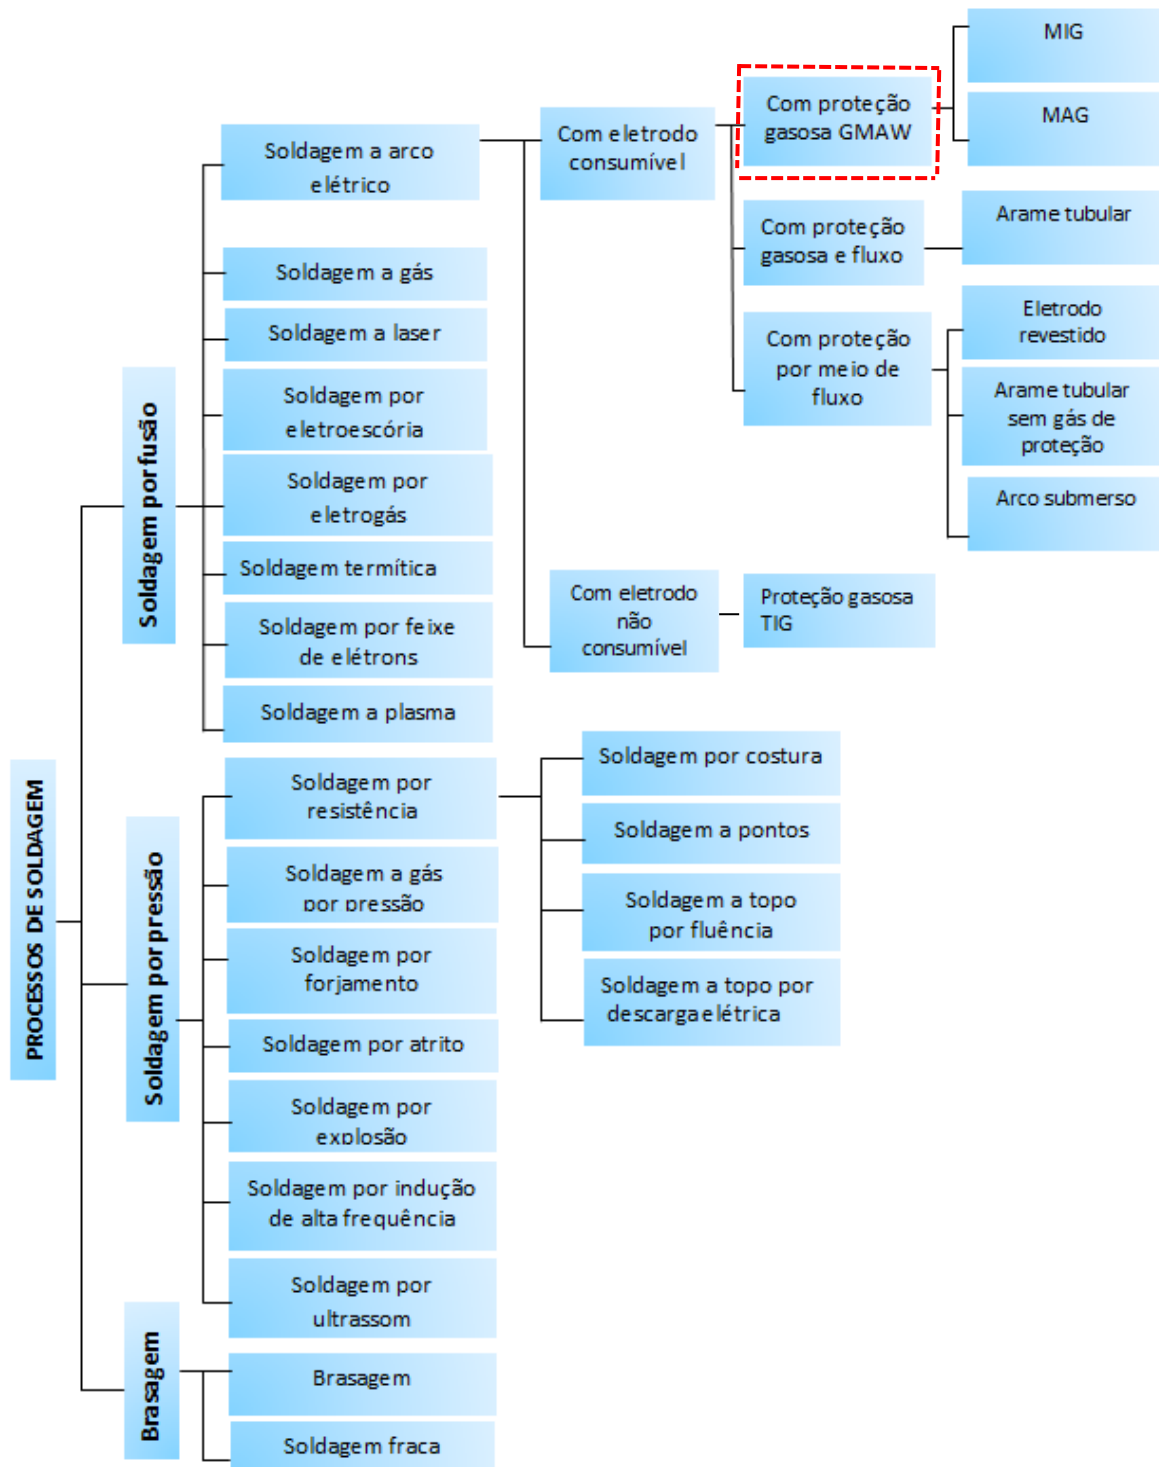 PROCESSOS DE SOLDAGEM
Soldagem por fusão
Soldagem a arco
elétrico
Com eletrodo
consumível
Com proteção
gasosa GMAW
MIG
MAG
Com proteção
gasosa e fluxo
Arame tubular
Com proteção
por meio de
fluxo
Eletrodo
revestido
Arame tubular
sem gás de
proteção
Arco submerso
Com eletrodo
não
consumível
Proteção gasosa
TIG
Soldagem a gás
Soldagem a laser
Soldagem por
eletroescória
Soldagem por
eletrogás
Soldagem termítica
Soldagem por feixe
de elétrons
Soldagem a plasma
Soldagem por pressão
Soldagem por
resistência
Soldagem por costura
Soldagem a pontos
Soldagem a topo
por fluência
Soldagem a topo por
descarga elétrica
Soldagem a gás
por pressão
Soldagem por
forjamento
Soldagem por atrito
Soldagem por
explosão
Soldagem por indução
de alta frequência
Soldagem por
ultrassom
Brasagem
Brasagem
Soldagem fraca